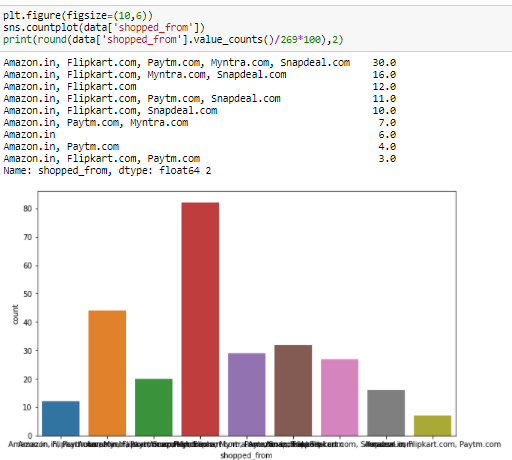 plt.figure(figsize=(10,6))
sns.countplot(data['shopped_from'])
print(round(data['shopped_from'].value_counts()/269*100),2)
Amazon.in, Flipkart.com, Paytm.com, Myntra.com, Snapdeal.com 30.0
Amazon.in, Flipkart.com, Myntra.com, Snapdeal.com 16.0
Amazon.in, Flipkart.com 12.0
Amazon.in, Flipkart.com, Paytm.com, Snapdeal.com 11.0
Amazon.in, Flipkart.com, Snapdeal.com 10.0
Amazon.in, Paytm.com, Myntra.com 7.0
Amazon.in 6.0
Amazon.in, Paytm.com 4.0
Amazon.in, Flipkart.com, Paytm.com 3.0
Name: shopped_from, dtype: float64 2
80
70
60
50
count
40
30
20
10
0
Flipkart.com, Paytm.com
shopped_from